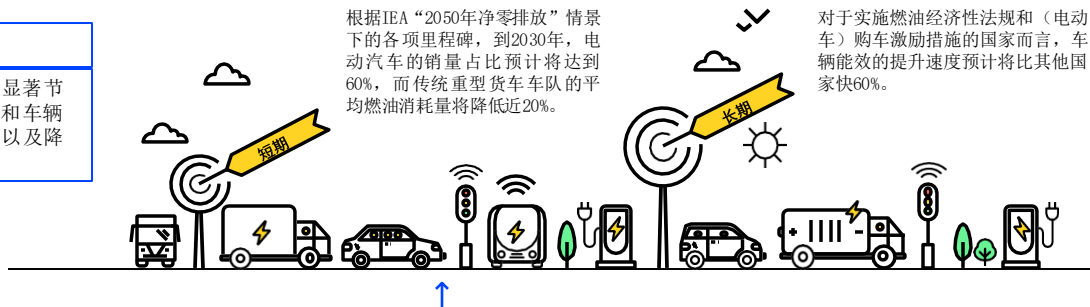 显著节
和车辆
以及降
根据IEA“2050年净零排放”情景
下的各项里程碑，到2030年，电
动汽车的销量占比预计将达到
60%，而传统重型货车车队的平
均燃油消耗量将降低近20%。
对于实施燃油经济性法规和（电动
车）购车激励措施的国家而言，车
辆能效的提升速度预计将比其他国
家快60%。
短期
长期